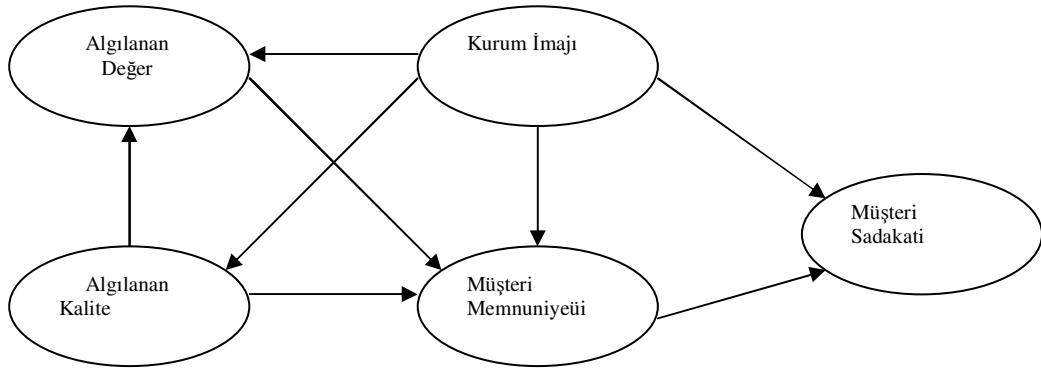 Algılanan
Değer
Kurum İmajı
Müşteri
Sadakati
Algılanan
Kalite
Müşteri
Memnuniyeüi